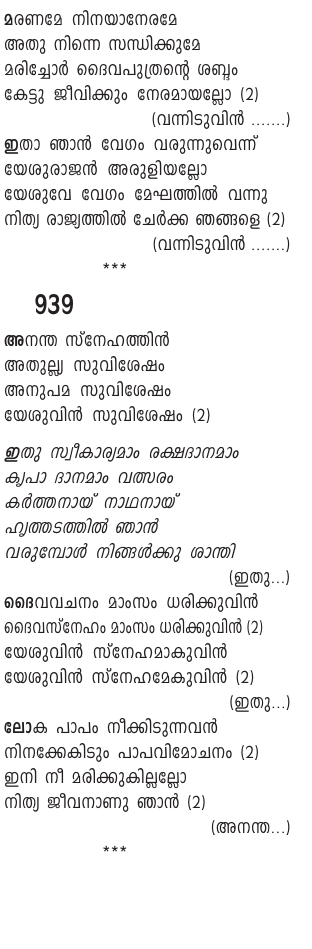 മരണമേ നിനയാനേരമേ
അതു നിന്നെ സന്ധിക്കുമേ
മരിച്ചോർ ദൈവപുത്രന്റെ ശബ്ദം
കേട്ടു ജീവിക്കും നേരമായല്ലോ (2)
(വന്നിടുവിൻ .......)
ഇതാ ഞാൻ വേഗം വരുന്നുവെന്ന്
യേശുരാജൻ അരുളിയല്ലോ
യേശുവേ വേഗം മേഘത്തിൽ വന്നു
നിത്യ രാജ്യത്തിൽ ചേർക്ക ഞങ്ങളെ (2)
(വന്നിടുവിൻ .......)
***
939
അനന്ത സ്നേഹത്തിൻ
അതുല്ല്യ സുവിശേഷം
അനുപമ സുവിശേഷം
യേശുവിൻ സുവിശേഷം (2)
ഇതു സ്വീകാര്യമാം രക്ഷദാനമാം
കൃപാ ദാനമാം വത്സരം
കർത്തനായ് നാഥനായ്
ഹൃത്തടത്തിൽ ഞാൻ
വരുമ്പോൾ നിങ്ങൾക്കു ശാന്തി
(ഇതു...)
ദൈവവചനം മാംസം ധരിക്കുവിൻ
ദൈവസ്നേഹം മാംസം ധരിക്കുവിൻ (2)
യേശുവിൻ സ്നേഹമാകുവിൻ
യേശുവിൻ സ്നേഹമേകുവിൻ (2)
(ഇതു...)
ലോക പാപം നീക്കിടുന്നവൻ
നിനക്കേകിടും പാപവിമോചനം (2)
ഇനി നീ മരിക്കുകില്ലല്ലോ
നിത്യ ജീവനാണു ഞാൻ (2)
(അനന്ത...)
***